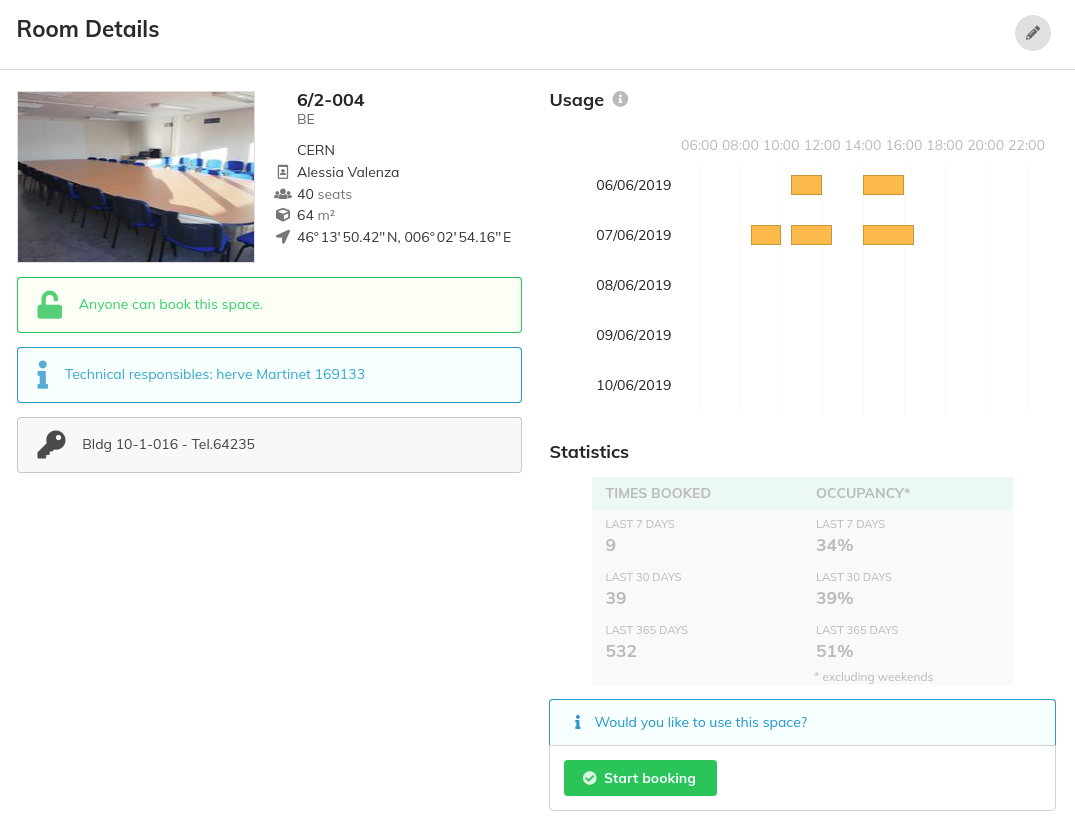 Room Details
6/2-004
BE
CERN
Alessia Valenza
40 seats
64 m²
46° 13' 50.42" N, 006° 02' 54.16" E
Anyone can book this space.
Technical responsibles: herve Martinet 169133
Bldg 10-1-016 - Tel.64235
Usage
06:00 08:00 10:00 12:00 14:00 16:00 18:00 20:00 22:00
06/06/2019
07/06/2019
08/06/2019
09/06/2019
10/06/2019
Statistics
TIMES BOOKED OCCUPANCY*
LAST 7 DAYS LAST 7 DAYS
9 34%
LAST 30 DAYS LAST 30 DAYS
39 39%
LAST 365 DAYS LAST 365 DAYS
532 51%
* excluding weekends
Would you like to use this space?
Start booking